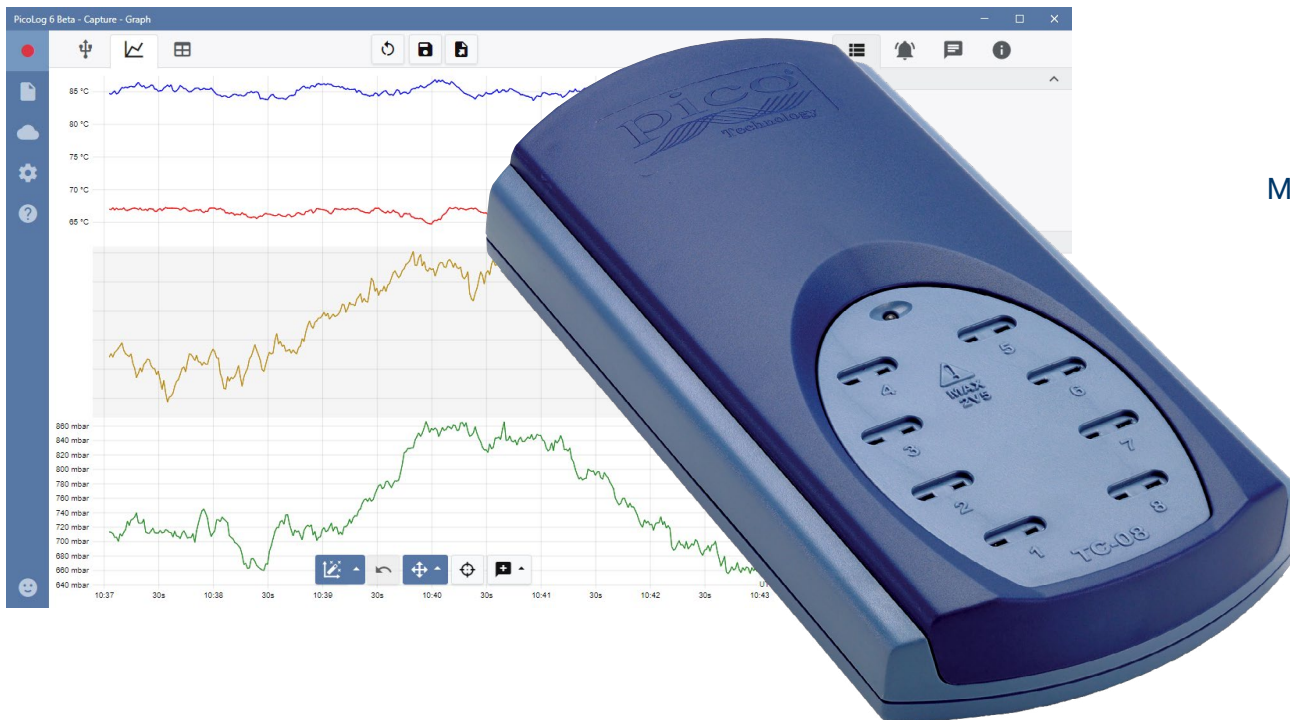 PicoLog 6 Beta - Capture - Graph
85 °C
80 °C
75 °C
70 °C
65 °C
860 mbar
840 mbar
820 mbar
800 mbar
780 mbar
760 mbar
740 mbar
720 mbar
700 mbar
680 mbar
660 mbar
640 mbar
10:37 30s 10:38 30s 10:39 30s 10:40 30s 10:41 30s 10:42 30s 10:43
UT
pico
Technology
4 5
3 6
2 7
1 8
MAX
2V5
TC-08
M